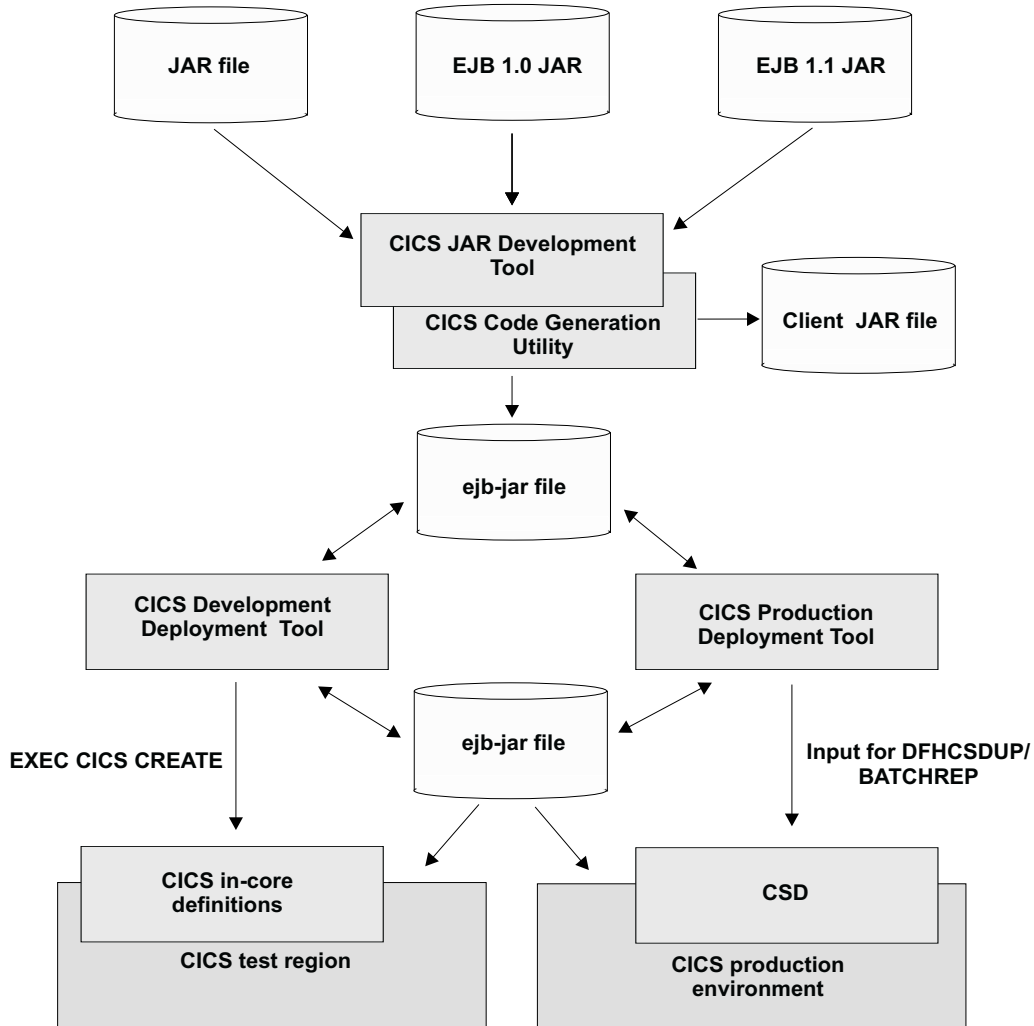 JAR file
EJB 1.0 JAR
EJB 1.1 JAR
CICS JAR Development
Tool
CICS Code Generation
Utility
Client JAR file
ejb-jar file
CICS Development
Deployment Tool
CICS Production
Deployment Tool
ejb-jar file
EXEC CICS CREATE
Input for DFHCSDUP/
BATCHREP
CICS in-core
definitions
CICS test region
CSD
CICS production
environment